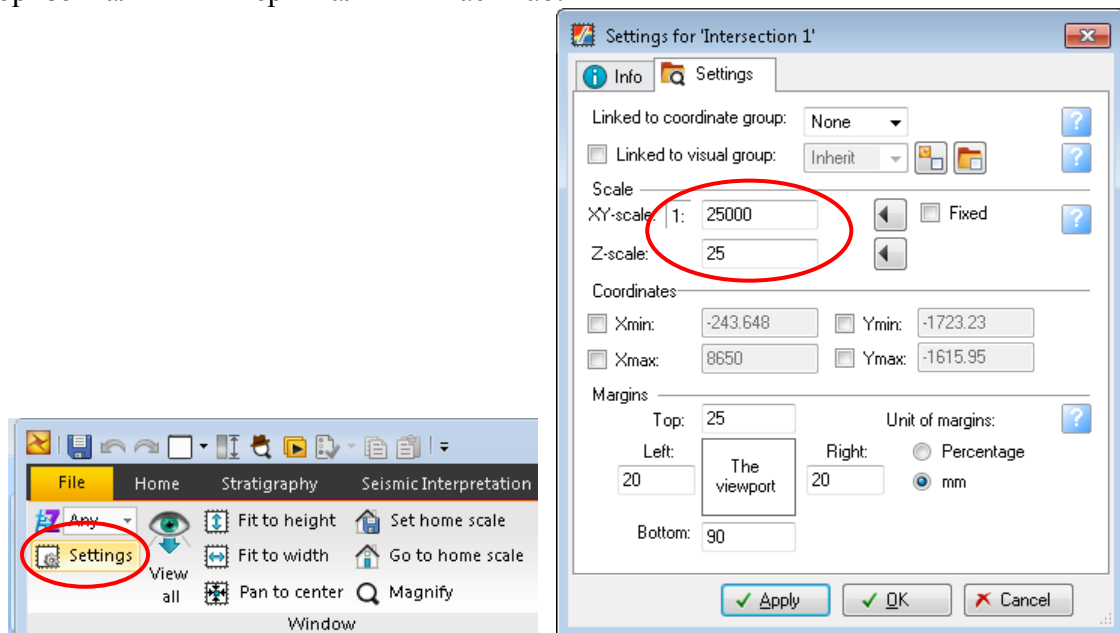 Settings for 'Intersection 1'
Info Settings
Linked to coordinate group: None
Linked to visual group: Inherit
Scale
XY-scale: 1: 25000 Fixed
Z-scale: 25
Coordinates
Xmin: -243.648 Ymin: -1723.23
Xmax: 8650 Ymax: -1615.95
Margins
Top: 25 Unit of margins:
Left: Right: Percentage
20 The viewport 20 mm
Bottom: 90
Apply OK Cancel
File Home Stratigraphy Seismic Interpretation
Any Fit to height Set home scale
Settings Fit to width Go to home scale
View all Pan to center Magnify
Window